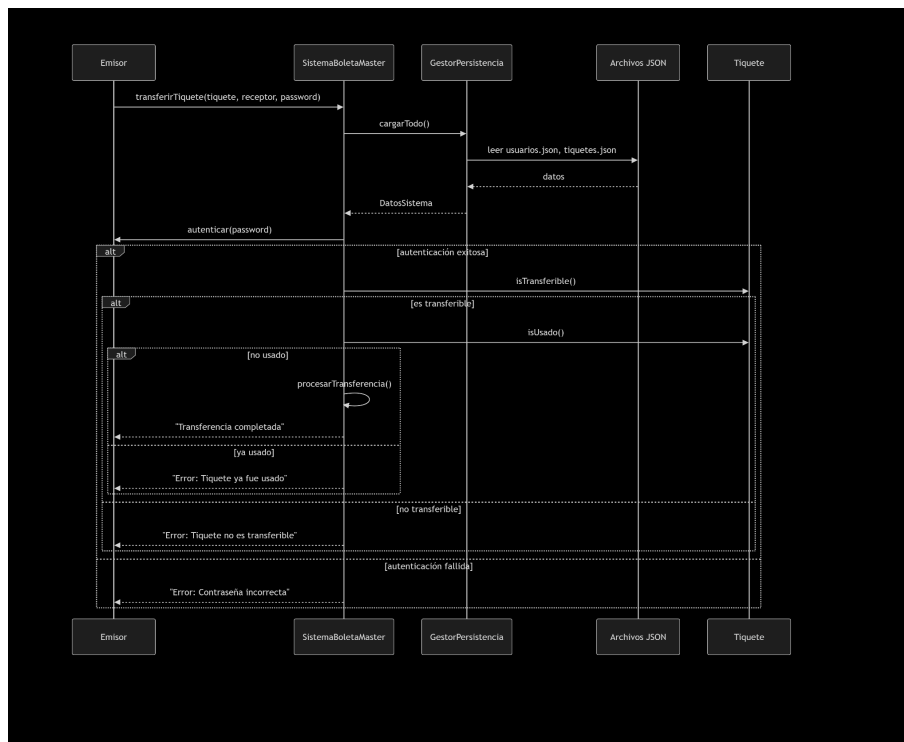 Emisor
SistemaBoletaMaster
GestorPersistencia
Archivos JSON
Tiquete
transferirTiquete(tiquete, receptor, password)
cargarTodo()
leer usuarios.json, tiquetes.json
datos
DatosSistema
autenticar(password)
alt
[autenticación exitosa]
isTransferible()
alt
[es transferible]
isUsado()
alt
[no usado]
procesarTransferencia()
"Transferencia completada"
[ya usado]
"Error: Tiquete ya fue usado"
[no transferible]
"Error: Tiquete no es transferible"
[autenticación fallida]
"Error: Contraseña incorrecta"
Emisor
SistemaBoletaMaster
GestorPersistencia
Archivos JSON
Tiquete